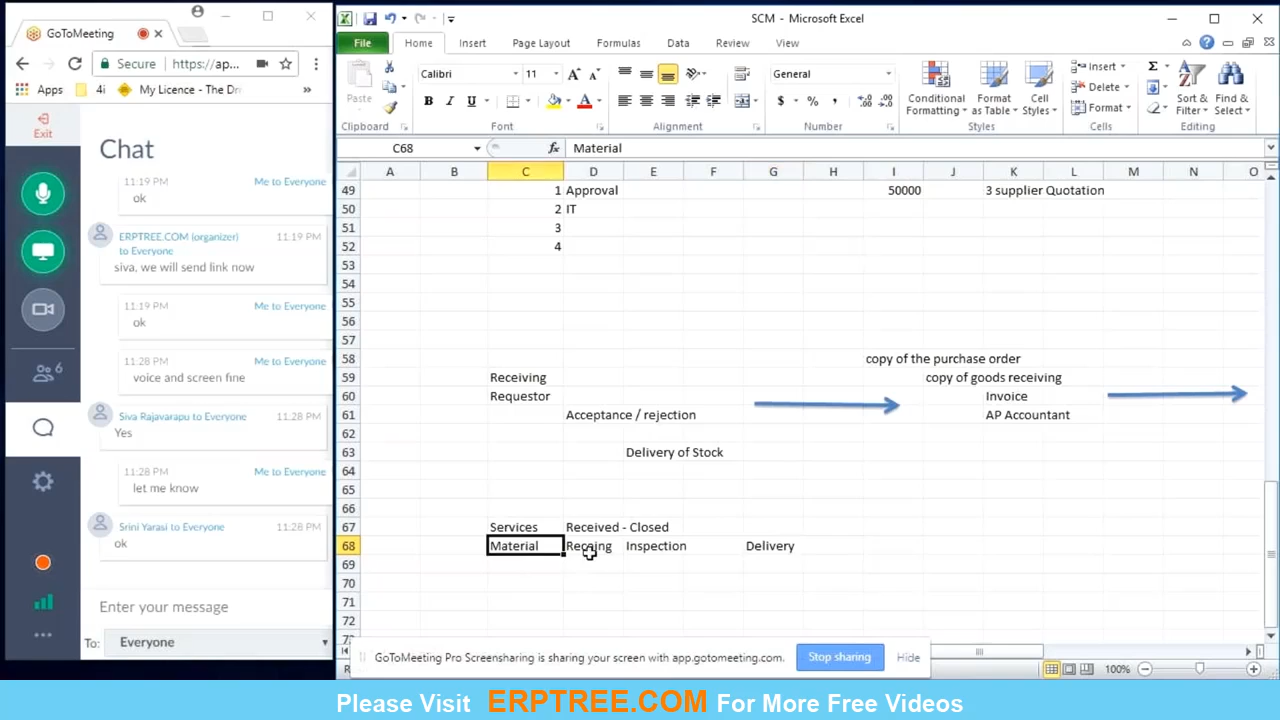 GoToMeeting
Secure https://ap...
Apps 4i My Licence - The Dri »
Exit
Chat
11:19 PM Me to Everyone
ok
ERPTREE.COM (organizer) 11:19 PM
to Everyone
siva, we will send link now
11:19 PM Me to Everyone
ok
11:28 PM Me to Everyone
voice and screen fine
6
Siva Rajavarapu to Everyone 11:28 PM
Yes
11:28 PM Me to Everyone
let me know
Srini Yarasi to Everyone 11:28 PM
ok
Enter your message
To: Everyone
SCM - Microsoft Excel
File Home Insert Page Layout Formulas Data Review View
Calibri 11 General Insert Σ
Paste B I U A $ % , Conditional Formatting Format as Table Cell Styles Delete Format Sort & Filter Find & Select
Clipboard Font Alignment Number Styles Cells Editing
C68 fx Material
A B C D E F G H I J K L M N O
49 1 Approval 50000 3 supplier Quotation
50 2 IT
51 3
52 4
53
54
55
56
57
58 copy of the purchase order
59 Receiving copy of goods receiving
60 Requestor Invoice
61 Acceptance / rejection AP Accountant
62
63 Delivery of Stock
64
65
66
67 Services Received - Closed
68 Material Inspection Delivery
69
70
71
72
73
GoToMeeting Pro Screensharing is sharing your screen with app.gotomeeting.com. Stop sharing Hide
100%
Please Visit ERPTREE.COM For More Free Videos